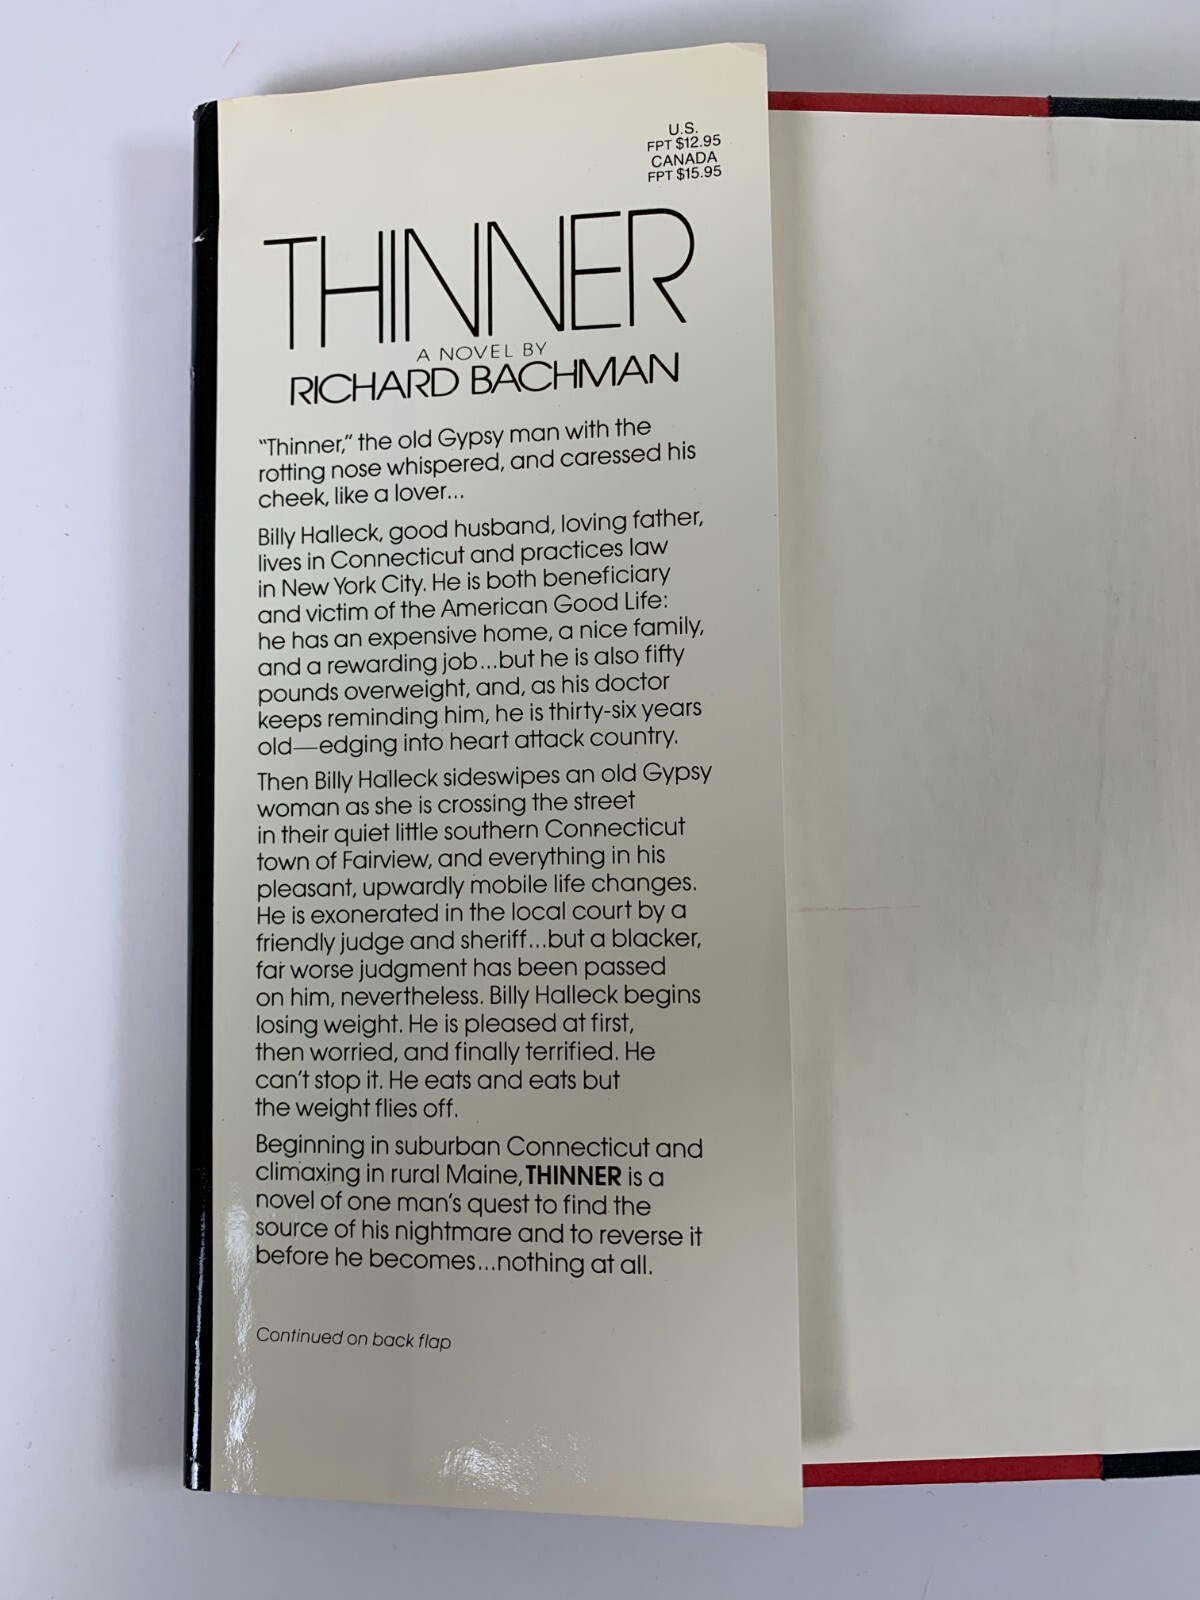 U.S.
FPT $12.95
CANADA
FPT $15.95
THINNER
A NOVEL BY
RICHARD BACHMAN
"Thinner," the old Gypsy man with the
rotting nose whispered, and caressed his
cheek, like a lover...
Billy Halleck, good husband, loving father,
lives in Connecticut and practices law
in New York City. He is both beneficiary
and victim of the American Good Life:
he has an expensive home, a nice family,
and a rewarding job...but he is also fifty
pounds overweight, and, as his doctor
keeps reminding him, he is thirty-six years
old—edging into heart attack country.
Then Billy Halleck sideswipes an old Gypsy
woman as she is crossing the street
in their quiet little southern Connecticut
town of Fairview, and everything in his
pleasant, upwardly mobile life changes.
He is exonerated in the local court by a
friendly judge and sheriff...but a blacker,
far worse judgment has been passed
on him, nevertheless. Billy Halleck begins
losing weight. He is pleased at first,
then worried, and finally terrified. He
can't stop it. He eats and eats but
the weight flies off.
Beginning in suburban Connecticut and
climaxing in rural Maine, THINNER is a
novel of one man's quest to find the
source of his nightmare and to reverse it
before he becomes...nothing at all.
Continued on back flap